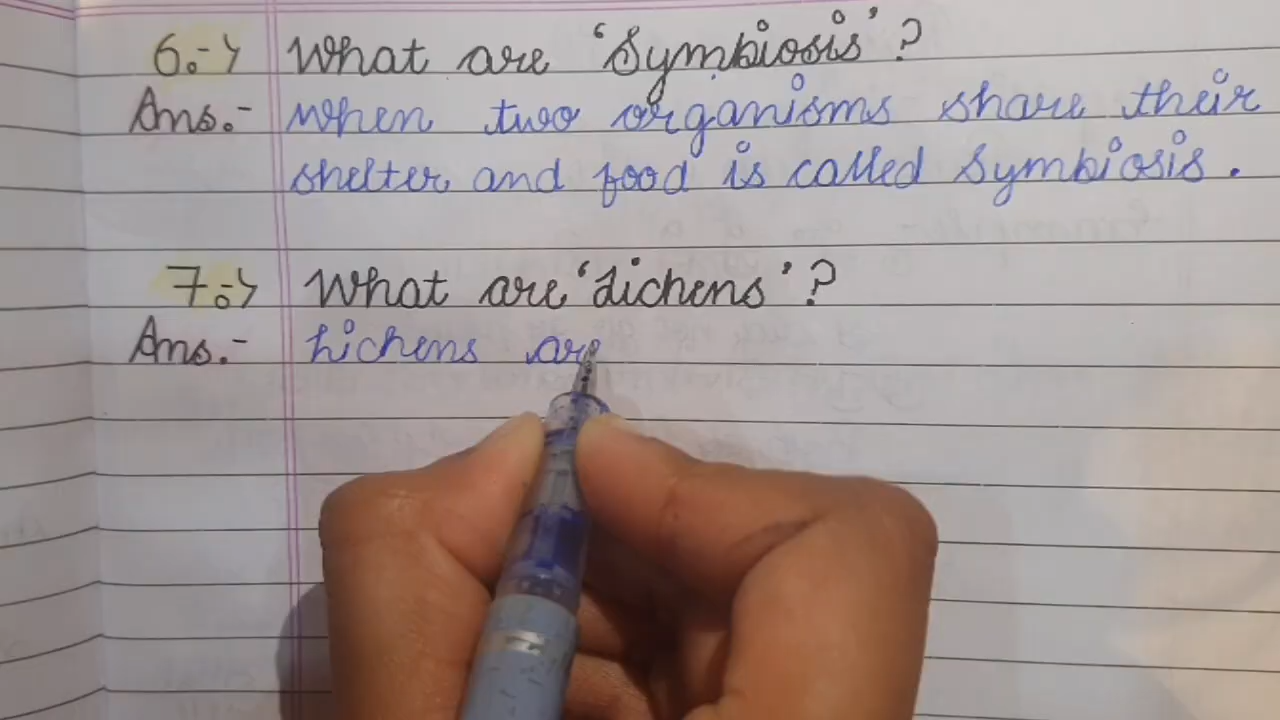 6.→ What are 'Symbiosis'?
Ans.- When two organisms share their
shelter and food is called Symbiosis.
7.→ What are 'Lichens'?
Ans.- Lichens are